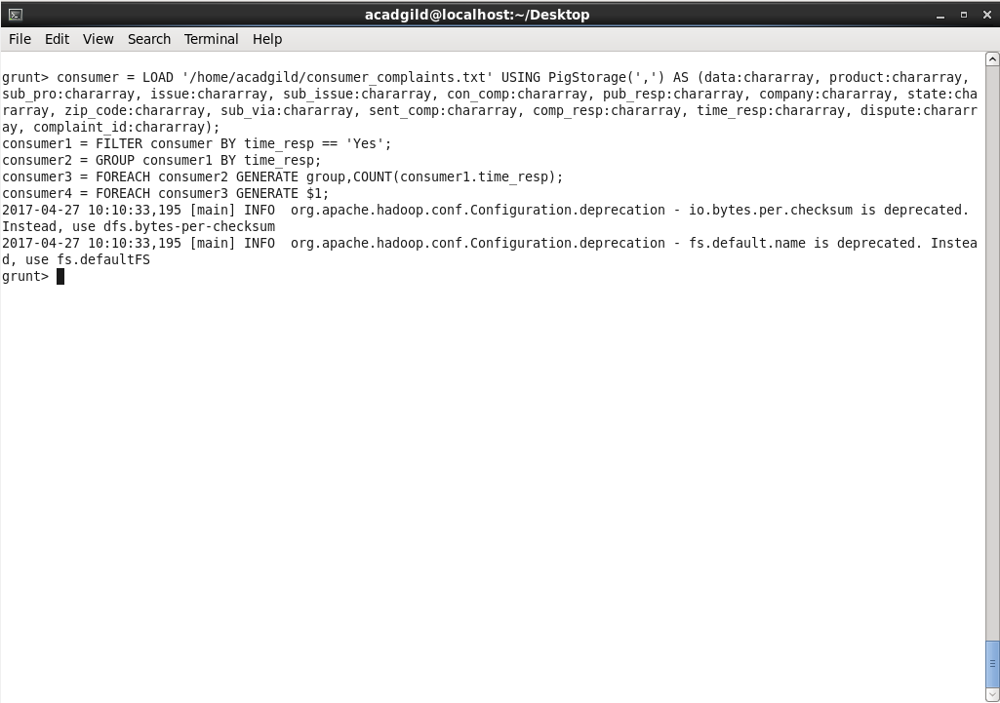 acadgild@localhost:~/Desktop
File Edit View Search Terminal Help
grunt> consumer = LOAD '/home/acadgild/consumer_complaints.txt' USING PigStorage(',') AS (data:chararray, product:chararray,
sub_pro:chararray, issue:chararray, sub_issue:chararray, con_comp:chararray, pub_resp:chararray, company:chararray, state:cha
rarray, zip_code:chararray, sub_via:chararray, sent_comp:chararray, comp_resp:chararray, time_resp:chararray, dispute:chararr
ay, complaint_id:chararray);
consumer1 = FILTER consumer BY time_resp == 'Yes';
consumer2 = GROUP consumer1 BY time_resp;
consumer3 = FOREACH consumer2 GENERATE group,COUNT(consumer1.time_resp);
consumer4 = FOREACH consumer3 GENERATE $1;
2017-04-27 10:10:33,195 [main] INFO  org.apache.hadoop.conf.Configuration.deprecation - io.bytes.per.checksum is deprecated.
Instead, use dfs.bytes-per-checksum
2017-04-27 10:10:33,195 [main] INFO  org.apache.hadoop.conf.Configuration.deprecation - fs.default.name is deprecated. Instea
d, use fs.defaultFS
grunt>